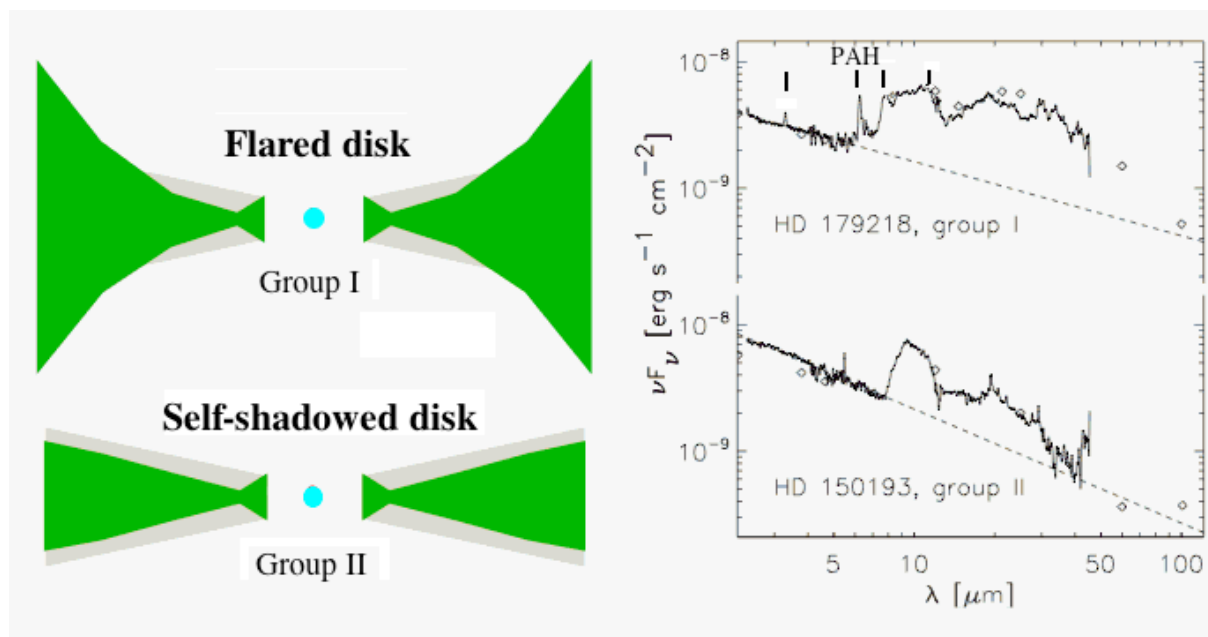 Flared disk
Group I
Self-shadowed disk
Group II
PAH
10⁻⁸
10⁻⁹
HD 179218, group I
10⁻⁸
10⁻⁹
HD 150193, group II
νFν [erg s⁻¹ cm⁻²]
5 10 50 100
λ [μm]